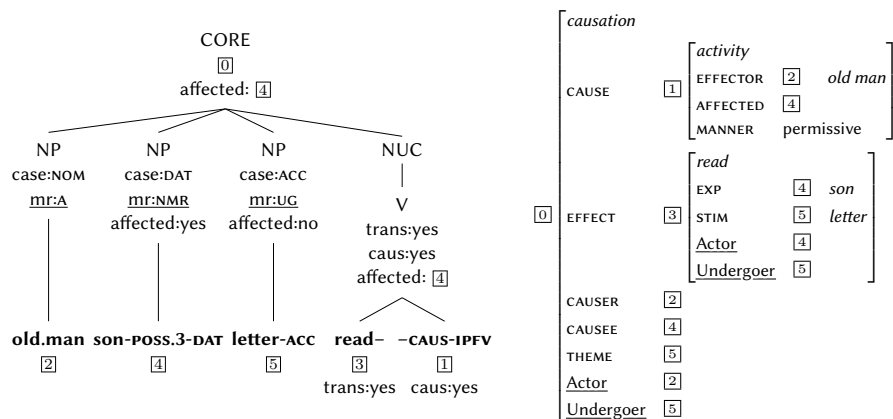 CORE
0
affected: 4
NP NP NP NUC
case:NOM case:DAT case:ACC
mr:A mr:NMR mr:UG V
affected:yes affected:no trans:yes
caus:yes
affected: 4
old.man son-POSS.3-DAT letter-ACC read– –CAUS-IPFV
2 4 5 3 1
trans:yes caus:yes
causation
activity
EFFECTOR 2 old man
CAUSE 1 AFFECTED 4
MANNER permissive
read
EXP 4 son
0 EFFECT 3 STIM 5 letter
Actor 4
Undergoer 5
CAUSER 2
CAUSEE 4
THEME 5
Actor 2
Undergoer 5